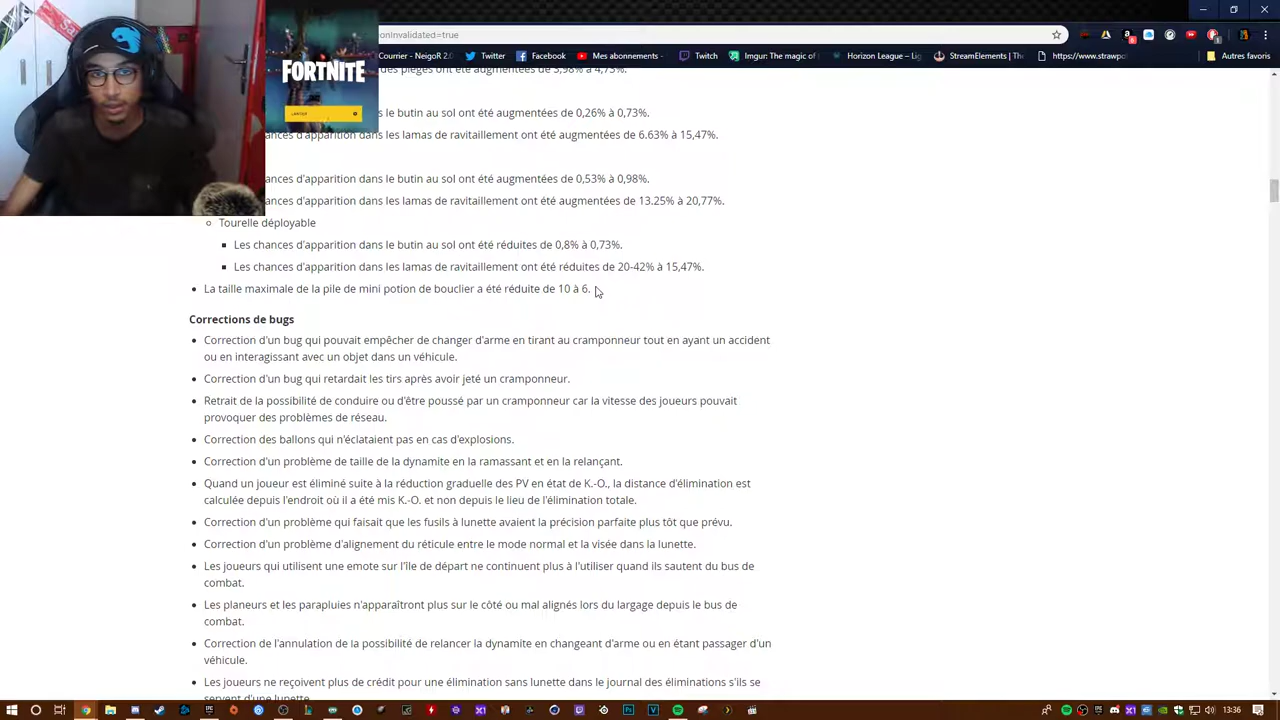 onInvalidated=true
Courrier - NeigoR 2.0
Twitter
Facebook
Mes abonnements -
Twitch
Imgur: The magic of
Horizon League – Lig
StreamElements - Th
https://www.strawp
Autres favoris
FORTNITE
des pièges ont été augmentées de 3,98% à 4,73%.
s le butin au sol ont été augmentées de 0,26% à 0,73%.
ances d'apparition dans les lamas de ravitaillement ont été augmentées de 6.63% à 15,47%.
ances d'apparition dans le butin au sol ont été augmentées de 0,53% à 0,98%.
ances d'apparition dans les lamas de ravitaillement ont été augmentées de 13.25% à 20,77%.
Tourelle déployable
Les chances d'apparition dans le butin au sol ont été réduites de 0,8% à 0,73%.
Les chances d'apparition dans les lamas de ravitaillement ont été réduites de 20-42% à 15,47%.
La taille maximale de la pile de mini potion de bouclier a été réduite de 10 à 6.
Corrections de bugs
Correction d'un bug qui pouvait empêcher de changer d'arme en tirant au cramponneur tout en ayant un accident
ou en interagissant avec un objet dans un véhicule.
Correction d'un bug qui retardait les tirs après avoir jeté un cramponneur.
Retrait de la possibilité de conduire ou d'être poussé par un cramponneur car la vitesse des joueurs pouvait
provoquer des problèmes de réseau.
Correction des ballons qui n'éclataient pas en cas d'explosions.
Correction d'un problème de taille de la dynamite en la ramassant et en la relançant.
Quand un joueur est éliminé suite à la réduction graduelle des PV en état de K.-O., la distance d'élimination est
calculée depuis l'endroit où il a été mis K.-O. et non depuis le lieu de l'élimination totale.
Correction d'un problème qui faisait que les fusils à lunette avaient la précision parfaite plus tôt que prévu.
Correction d'un problème d'alignement du réticule entre le mode normal et la visée dans la lunette.
Les joueurs qui utilisent une emote sur l'île de départ ne continuent plus à l'utiliser quand ils sautent du bus de
combat.
Les planeurs et les parapluies n'apparaîtront plus sur le côté ou mal alignés lors du largage depuis le bus de
combat.
Correction de l'annulation de la possibilité de relancer la dynamite en changeant d'arme ou en étant passager d'un
véhicule.
Les joueurs ne reçoivent plus de crédit pour une élimination sans lunette dans le journal des éliminations s'ils se
servent d'une lunette.
13:36